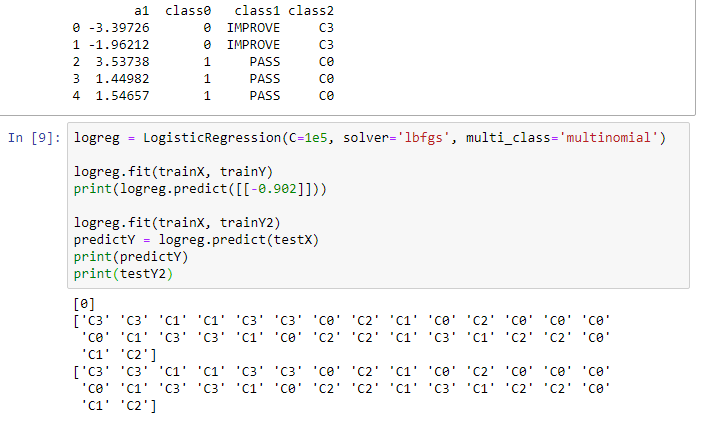 a1 class0 class1 class2
0 -3.39726 0 IMPROVE C3
1 -1.96212 0 IMPROVE C3
2 3.53738 1 PASS C0
3 1.44982 1 PASS C0
4 1.54657 1 PASS C0
In [9]: logreg = LogisticRegression(C=1e5, solver='lbfgs', multi_class='multinomial')
logreg.fit(trainX, trainY)
print(logreg.predict([[-0.902]]))
logreg.fit(trainX, trainY2)
predictY = logreg.predict(testX)
print(predictY)
print(testY2)
[0]
['C3' 'C3' 'C1' 'C1' 'C3' 'C3' 'C0' 'C2' 'C1' 'C0' 'C2' 'C0' 'C0' 'C0'
'C0' 'C1' 'C3' 'C3' 'C1' 'C0' 'C2' 'C2' 'C1' 'C3' 'C1' 'C2' 'C2' 'C0'
'C1' 'C2']
['C3' 'C3' 'C1' 'C1' 'C3' 'C3' 'C0' 'C2' 'C1' 'C0' 'C2' 'C0' 'C0' 'C0'
'C0' 'C1' 'C3' 'C3' 'C1' 'C0' 'C2' 'C2' 'C1' 'C3' 'C1' 'C2' 'C2' 'C0'
'C1' 'C2']